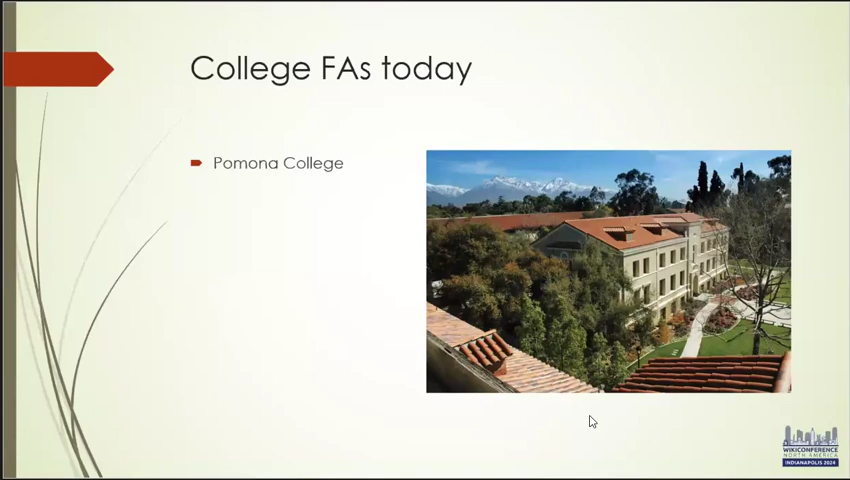 College FAs today
Pomona College
WIKICONFERENCE
NORTH AMERICA
INDIANAPOLIS 2024